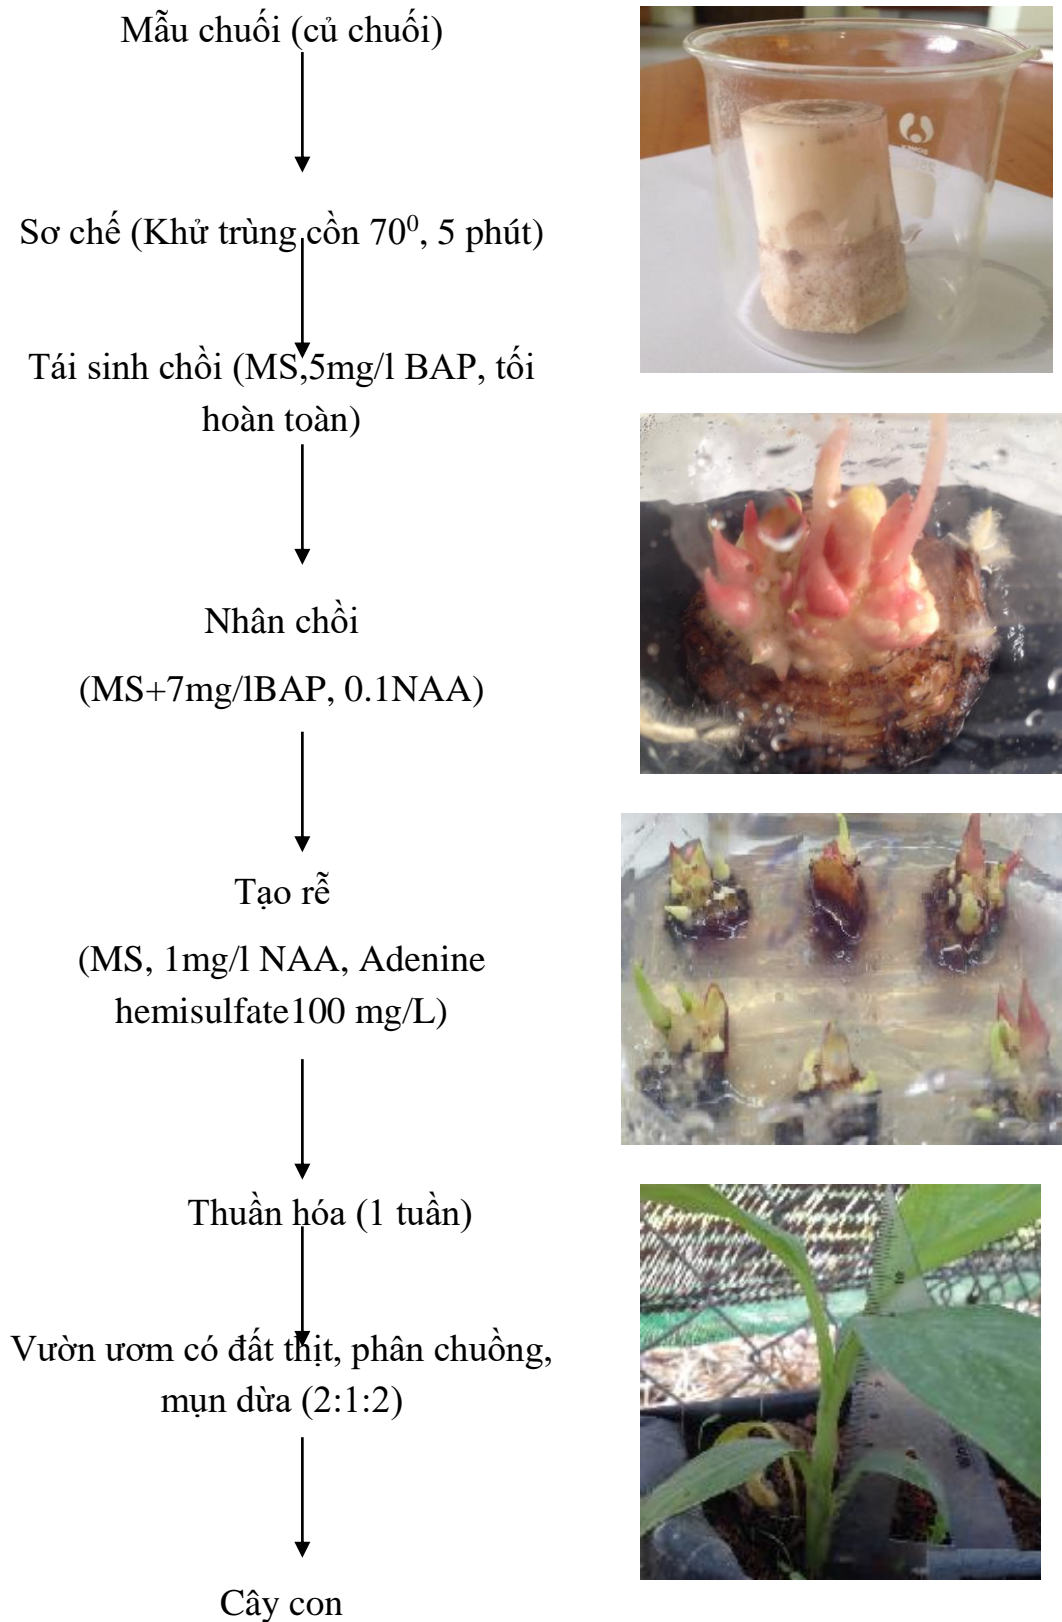 Mẫu chuối (củ chuối)
Sơ chế (Khử trùng cồn 70⁰, 5 phút)
Tái sinh chồi (MS,5mg/l BAP, tối
hoàn toàn)
Nhân chồi
(MS+7mg/lBAP, 0.1NAA)
Tạo rễ
(MS, 1mg/l NAA, Adenine
hemisulfate100 mg/L)
Thuần hóa (1 tuần)
Vườn ươm có đất thịt, phân chuồng,
mụn dừa (2:1:2)
Cây con